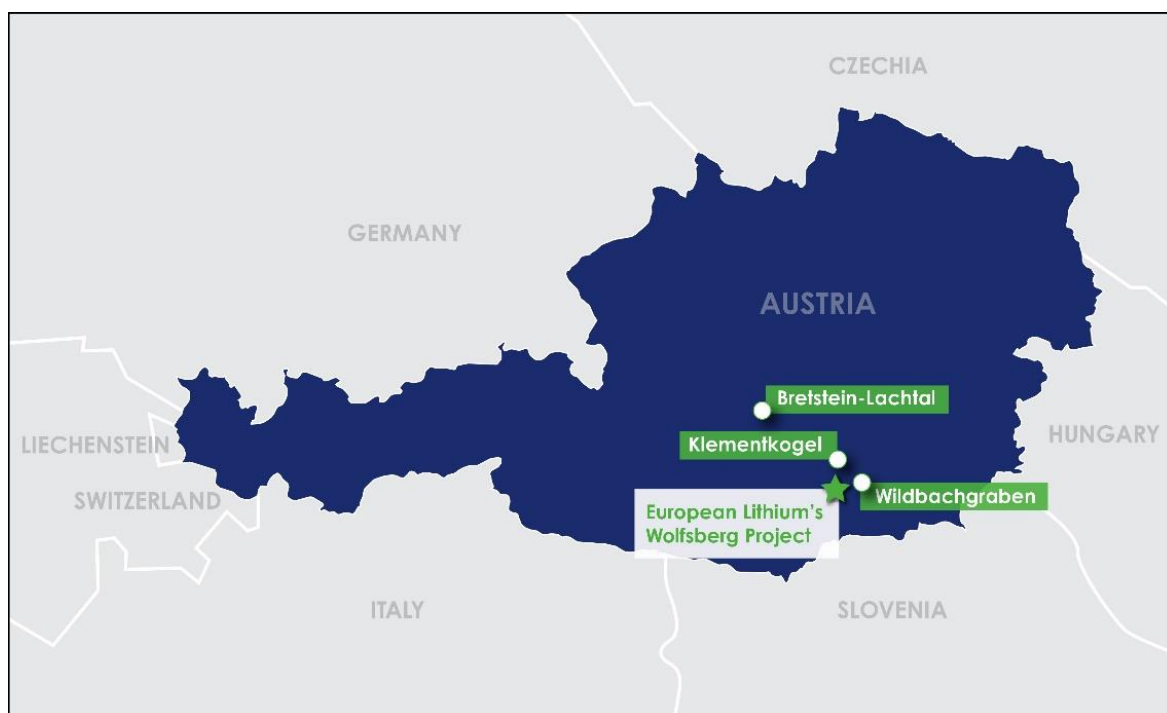 CZECHIA
GERMANY
AUSTRIA
Bretstein-Lachtal
LIECHENSTEIN
HUNGARY
Klementkogel
SWITZERLAND
Wildbachgraben
European Lithium's
Wolfsberg Project
ITALY
SLOVENIA